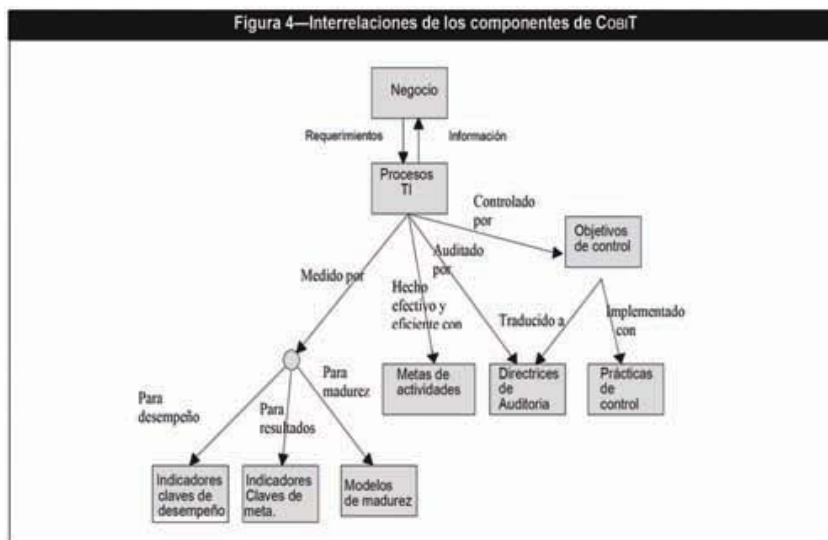 Figura 4—Interrelaciones de los componentes de COBIT
Negocio
Requerimientos
Información
Procesos
TI
Controlado
por
Objetivos
de control
Auditado
por
Medido por
Hecho
efectivo y
eficiente con
Traducido a
Implementado
con
Metas de
actividades
Directrices
de
Auditoria
Prácticas
de
control
Para
desempeño
Para
resultados
Para
madurez
Indicadores
claves de
desempeño
Indicadores
Claves de
meta.
Modelos
de madurez